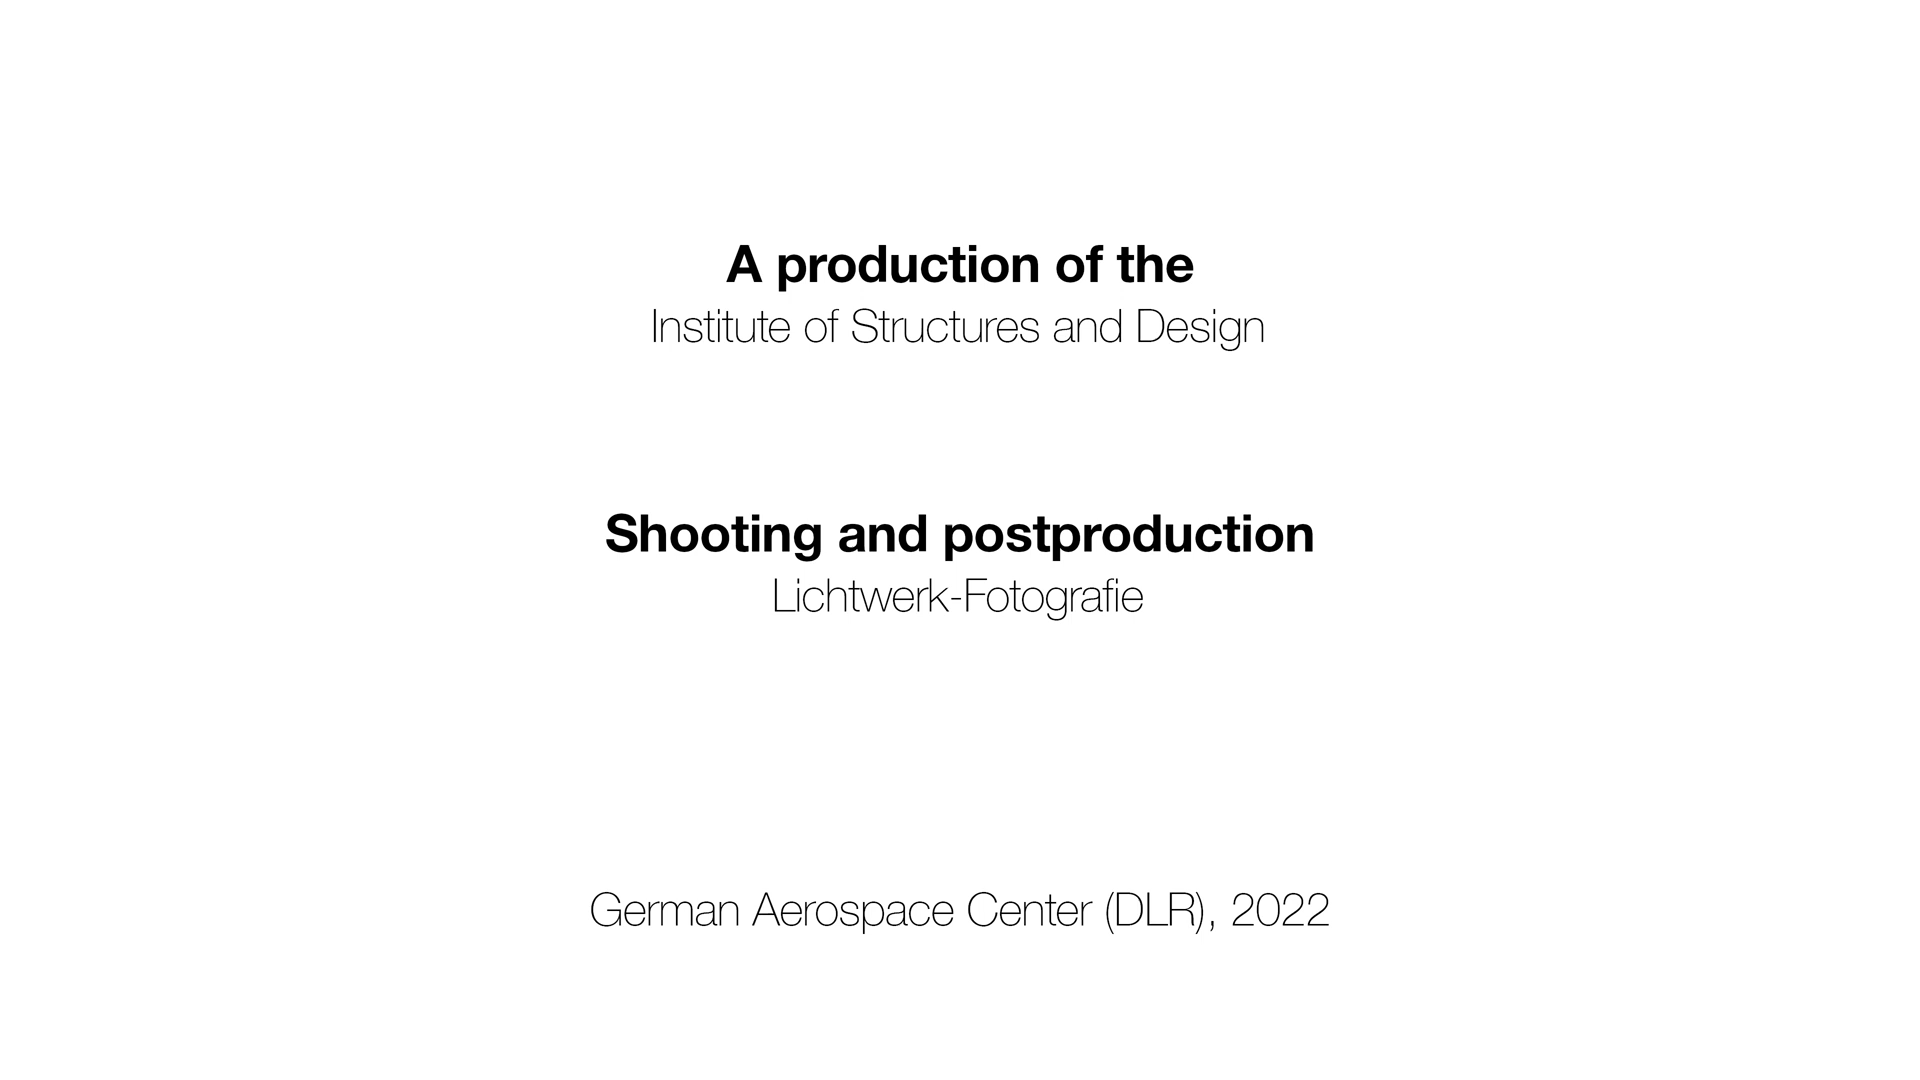 A production of the
Institute of Structures and Design
Shooting and postproduction
Lichtwerk-Fotografie
German Aerospace Center (DLR), 2022